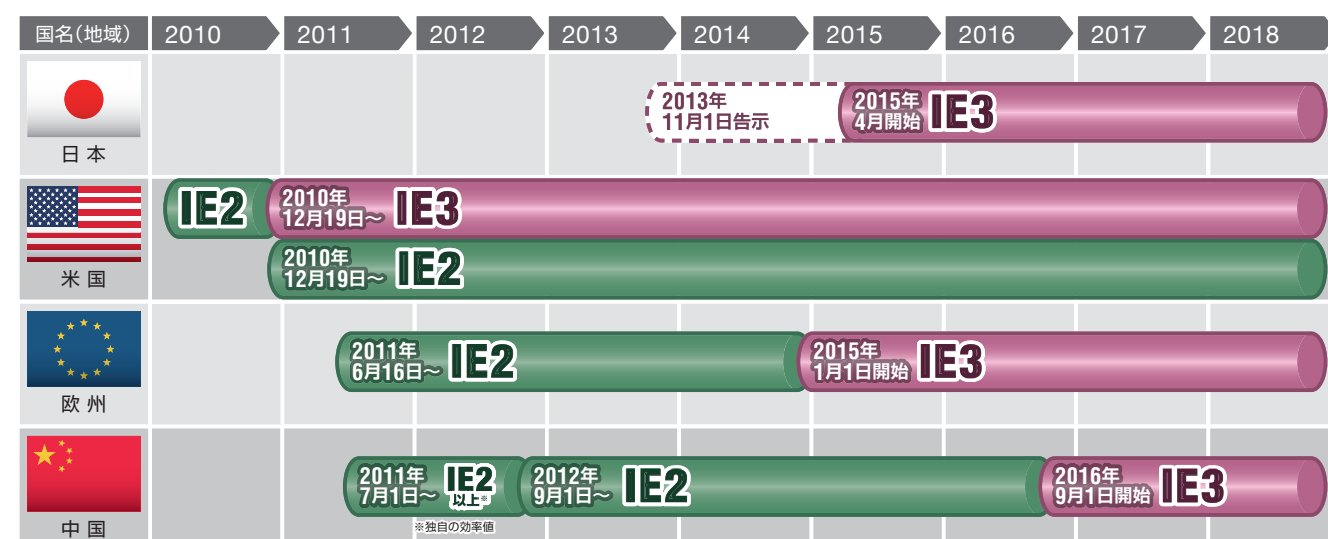 国名(地域) 2010 2011 2012 2013 2014 2015 2016 2017 2018
日本
2013年
11月1日告示
2015年
4月開始
IE3
米国
IE2
2010年
12月19日〜
IE3
2010年
12月19日〜
IE2
欧州
2011年
6月16日〜
IE2
2015年
1月1日開始
IE3
中国
2011年
7月1日〜
IE2
以上※
※独自の効率値
2012年
9月1日〜
IE2
2016年
9月1日開始
IE3